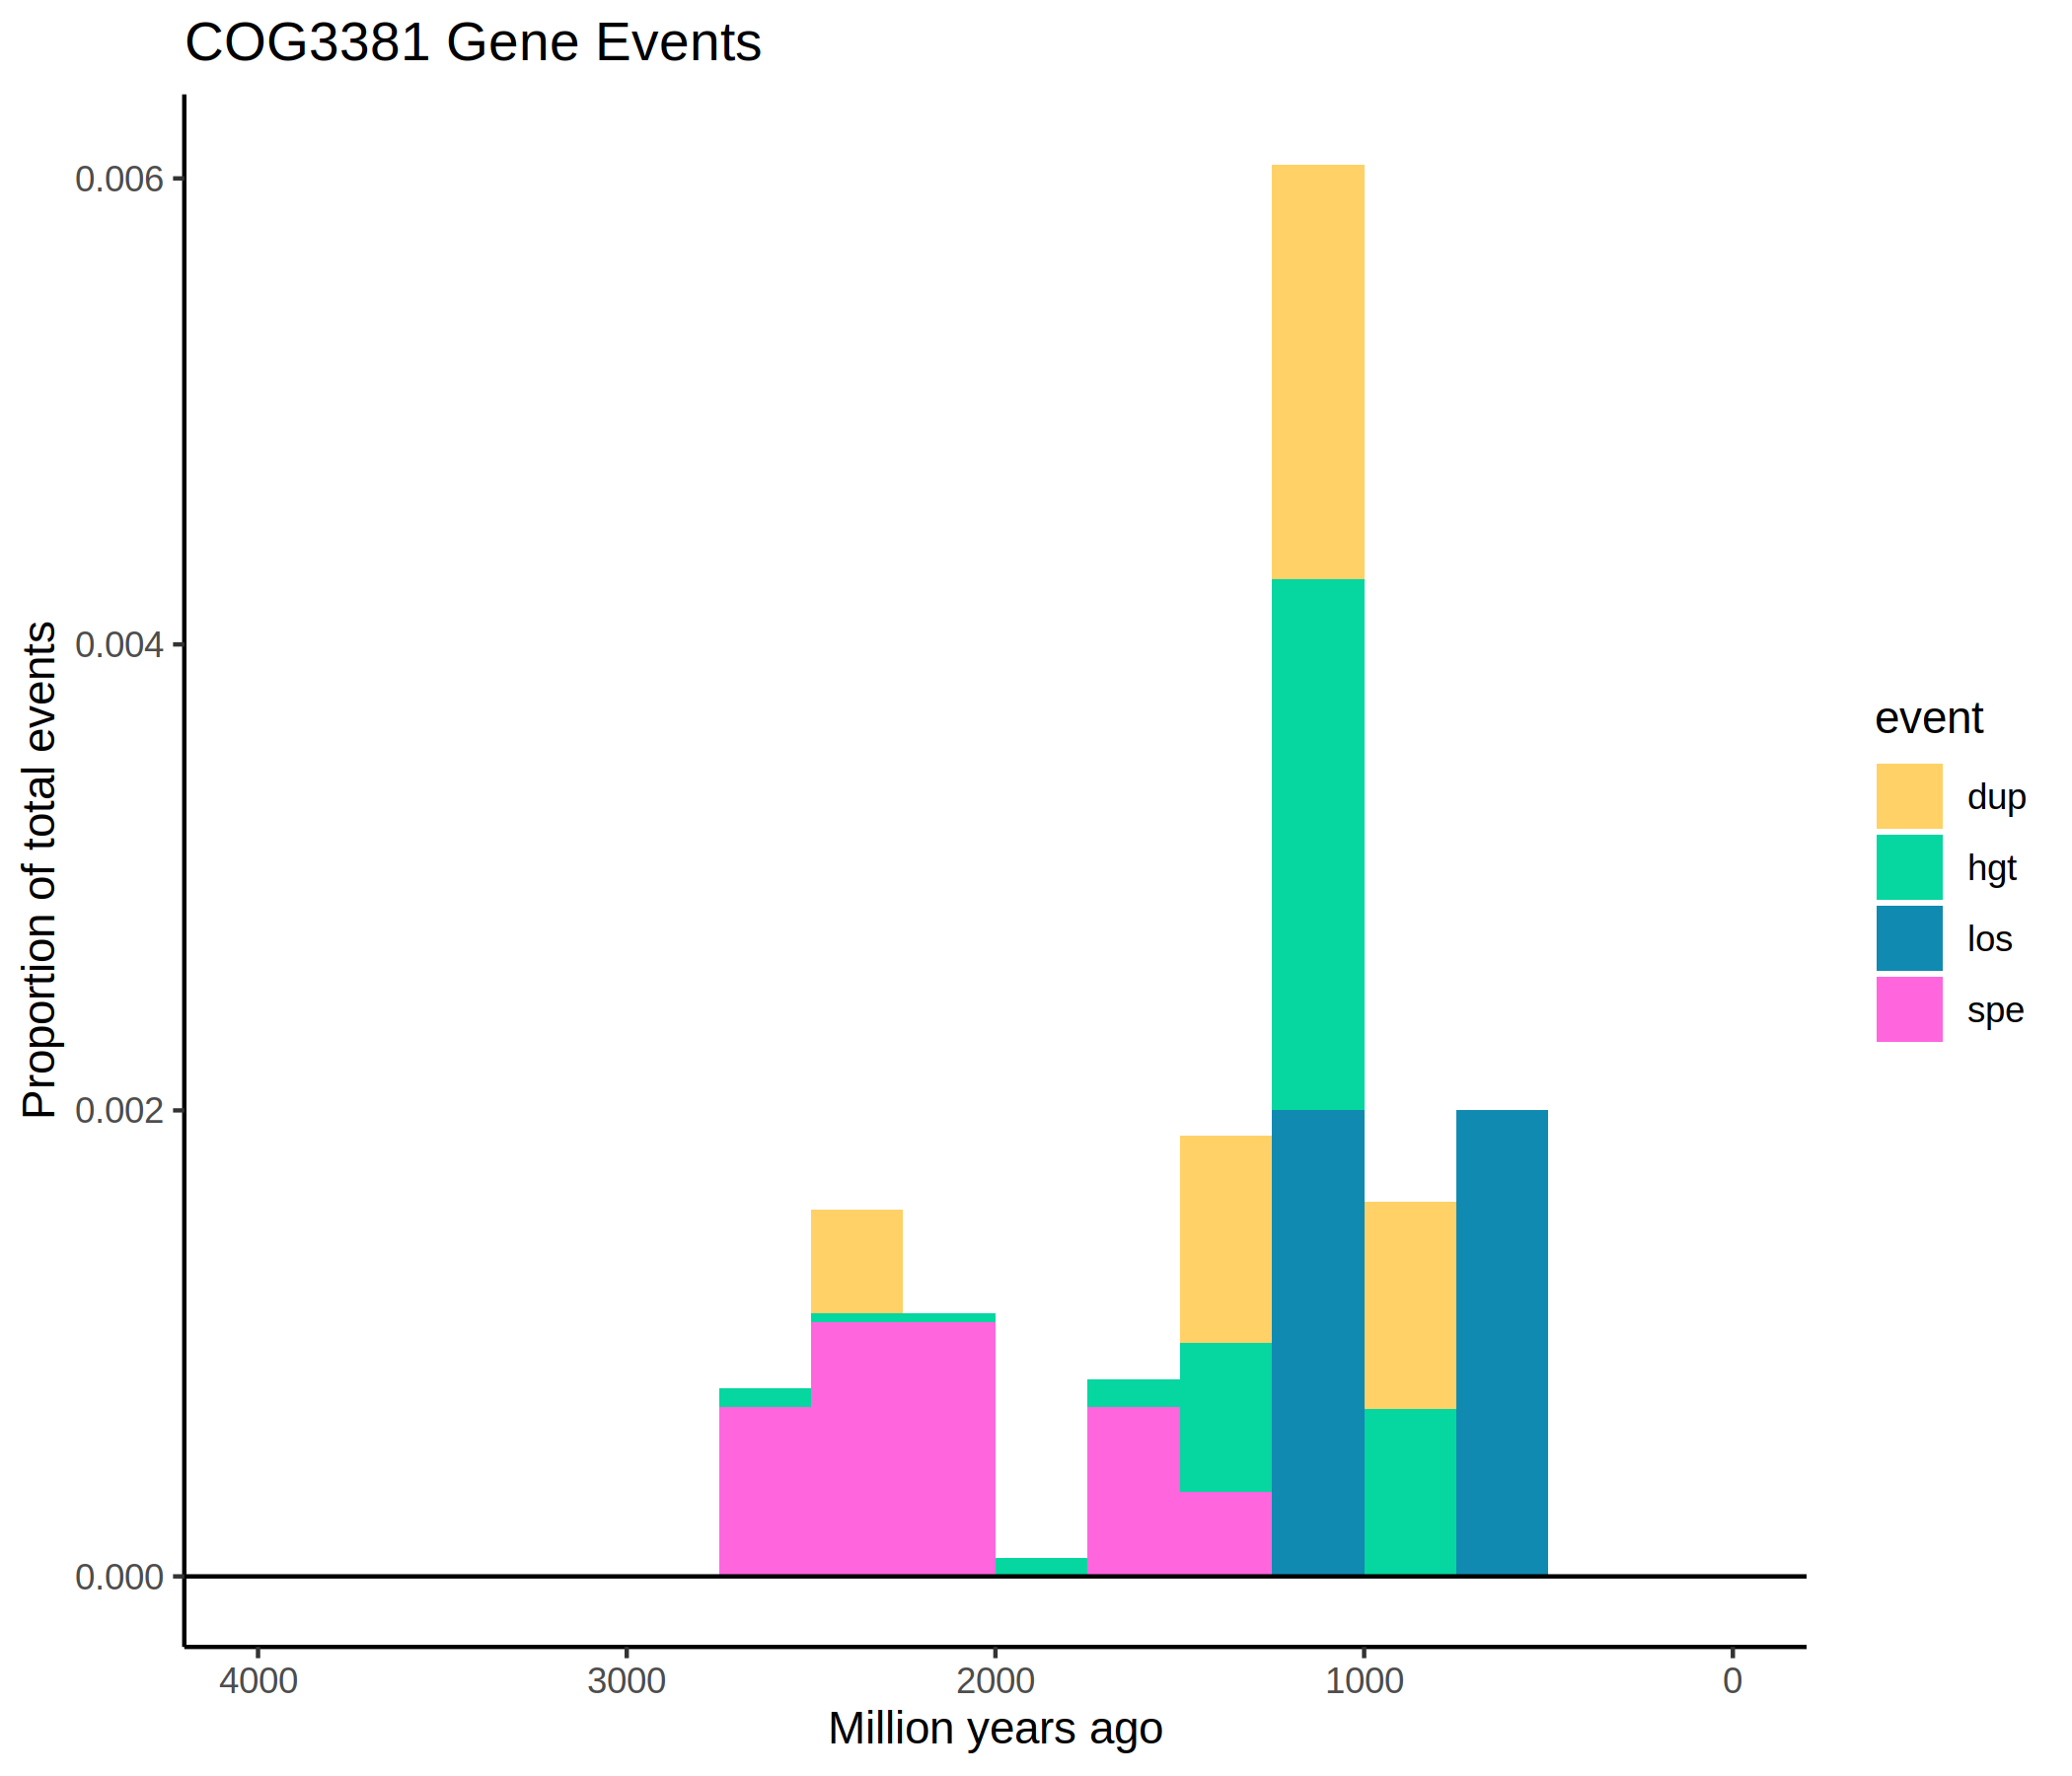 COG3381 Gene Events
Proportion of total events
0.006
0.004
0.002
0.000
4000 3000 2000 1000 0
Million years ago
event
dup
hgt
los
spe